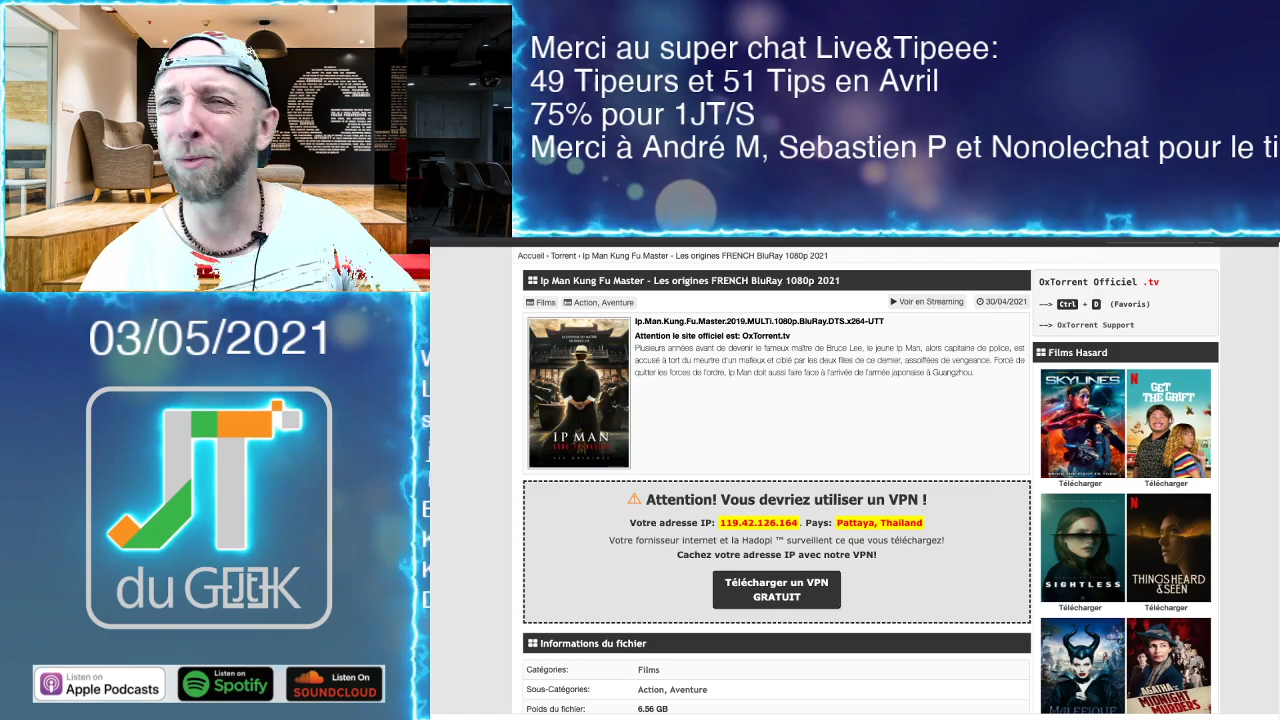 Merci au super chat Live&Tipeee:
49 Tipeurs et 51 Tips en Avril
75% pour 1JT/S
Merci à André M, Sebastien P et Nonolechat pour le ti
03/05/2021
JT
du GEEK
Listen on
Apple Podcasts
Listen on
Spotify
Listen On
SOUNDCLOUD
Accueil › Torrent › Ip Man Kung Fu Master - Les origines FRENCH BluRay 1080p 2021
Ip Man Kung Fu Master - Les origines FRENCH BluRay 1080p 2021
Films Action, Aventure
Voir en Streaming 30/04/2021
Ip.Man.Kung.Fu.Master.2019.MULTi.1080p.BluRay.DTS.x264-UTT
Attention le site officiel est: OxTorrent.tv
Plusieurs années avant de devenir le fameux maître de Bruce Lee, le jeune Ip Man, alors capitaine de police, est
accusé à tort du meurtre d'un mafieux et ciblé par les deux filles de ce dernier, assoiffées de vengeance. Forcé de
quitter les forces de l'ordre, Ip Man doit aussi faire face à l'arrivée de l'armée japonaise à Guangzhou.
IP MAN
LES ORIGINES
Attention! Vous devriez utiliser un VPN !
Votre adresse IP: 119.42.126.164. Pays: Pattaya, Thailand
Votre fornisseur internet et la Hadopi ™ surveillent ce que vous téléchargez!
Cachez votre adresse IP avec notre VPN!
Télécharger un VPN
GRATUIT
Informations du fichier
Catégories: Films
Sous-Catégories: Action, Aventure
Poids du fichier: 6.56 GB
OxTorrent Officiel .tv
––> Ctrl + D (Favoris)
––> OxTorrent Support
Films Hasard
SKYLINES
N
GET
THE GRIFT
Télécharger
Télécharger
SIGHTLESS
N
THINGS HEARD
& SEEN
Télécharger
Télécharger
MALÉFIQUE
AGATHA
MIDNIGHT
MURDERS